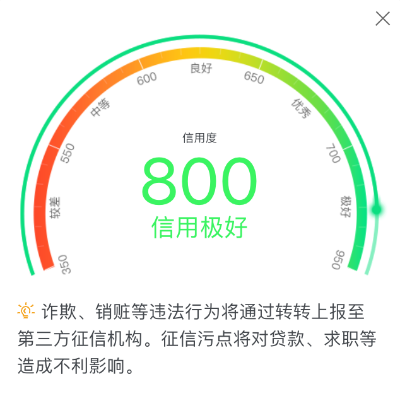 良好
600
650
中等
优秀
550
700
较差
极好
350
950
信用度
800
信用极好
诈欺、销赃等违法行为将通过转转上报至
第三方征信机构。征信污点将对贷款、求职等
造成不利影响。